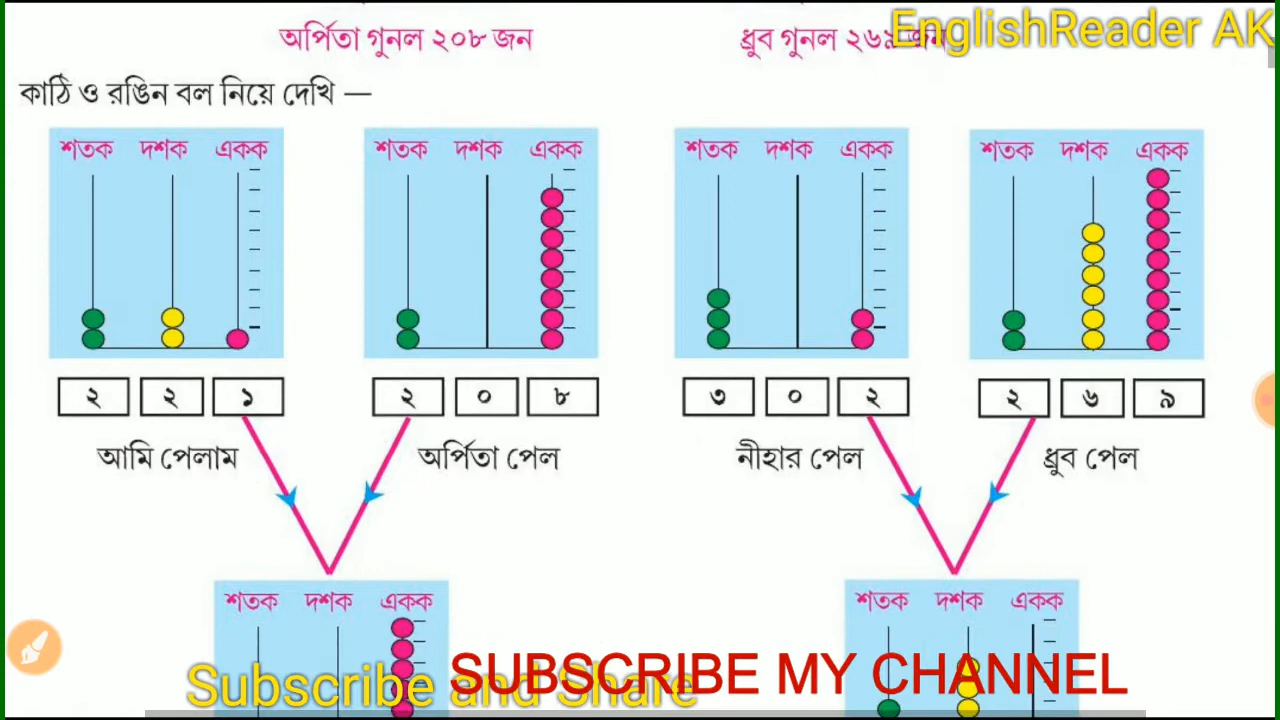 অর্পিতা গুনল ২০৮ জন
ধ্রুব গুনল ২৬৯ জন
EnglishReader AK
কাঠি ও রঙিন বল নিয়ে দেখি —
শতক দশক একক
শতক দশক একক
শতক দশক একক
শতক দশক একক
২ ২ ১
২ ০ ৮
৩ ০ ২
২ ৬ ৯
আমি পেলাম
অর্পিতা পেল
নীহার পেল
ধ্রুব পেল
শতক দশক একক
শতক দশক একক
Subscribe and Share
SUBSCRIBE MY CHANNEL